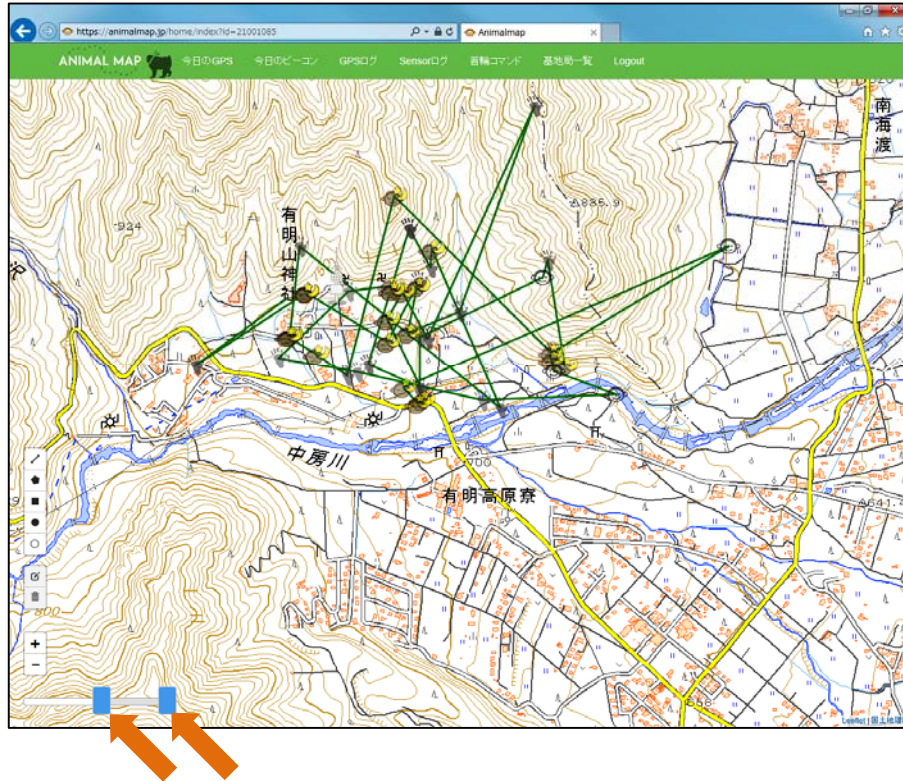 https://animalmap.jp/home/index?id=21001085
Animalmap
ANIMAL MAP
今日のGPS
今日のビーコン
GPSログ
Sensorログ
首輪コマンド
基地局一覧
Logout
南海渡
835.9
924
有明山神社
中房川
700
有明高原寮
641.
800
658
Leaflet | 国土地理